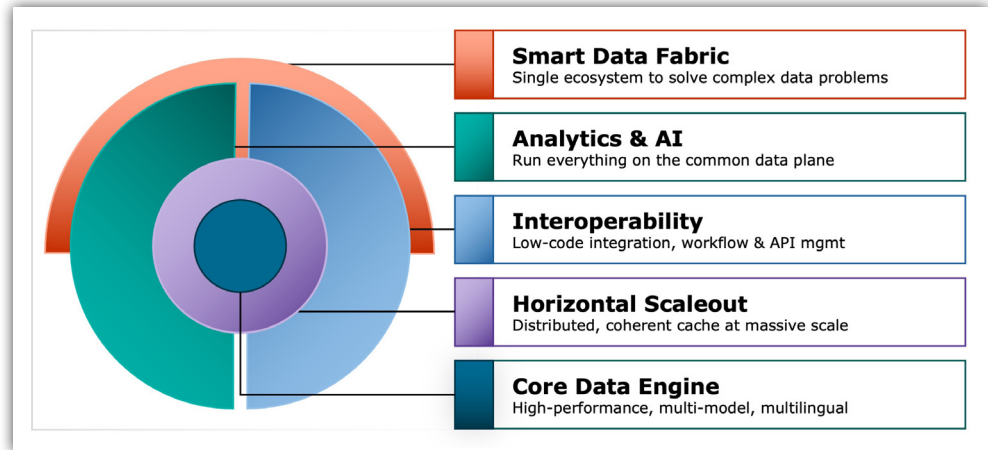 Smart Data Fabric
Single ecosystem to solve complex data problems
Analytics & AI
Run everything on the common data plane
Interoperability
Low-code integration, workflow & API mgmt
Horizontal Scaleout
Distributed, coherent cache at massive scale
Core Data Engine
High-performance, multi-model, multilingual